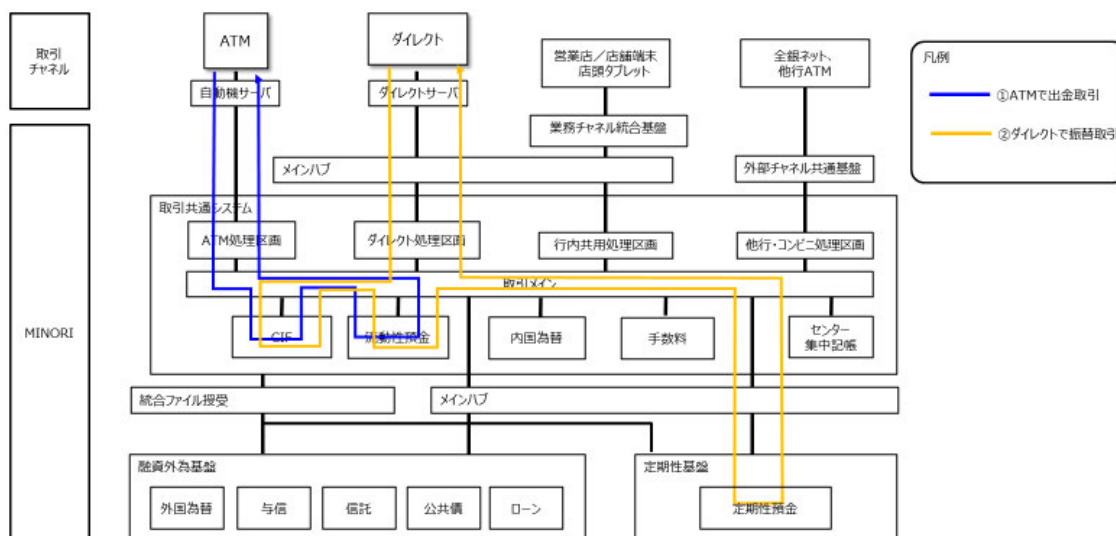 取引
チャネル
ATM
ダイレクト
営業店/店舗端末
店頭タブレット
全銀ネット、
他行ATM
凡例
①ATMで出金取引
②ダイレクトで振替取引
自動機サーバ
ダイレクトサーバ
業務チャネル統合基盤
メインハブ
外部チャネル共通基盤
MINORI
取引共通システム
ATM処理区画
ダイレクト処理区画
行内共用処理区画
他行・コンビニ処理区画
取引メイン
CIF
流動性預金
内国為替
手数料
センター
集中記帳
統合ファイル授受
メインハブ
融資外為基盤
定期性基盤
外国為替
与信
信託
公共債
ローン
定期性預金